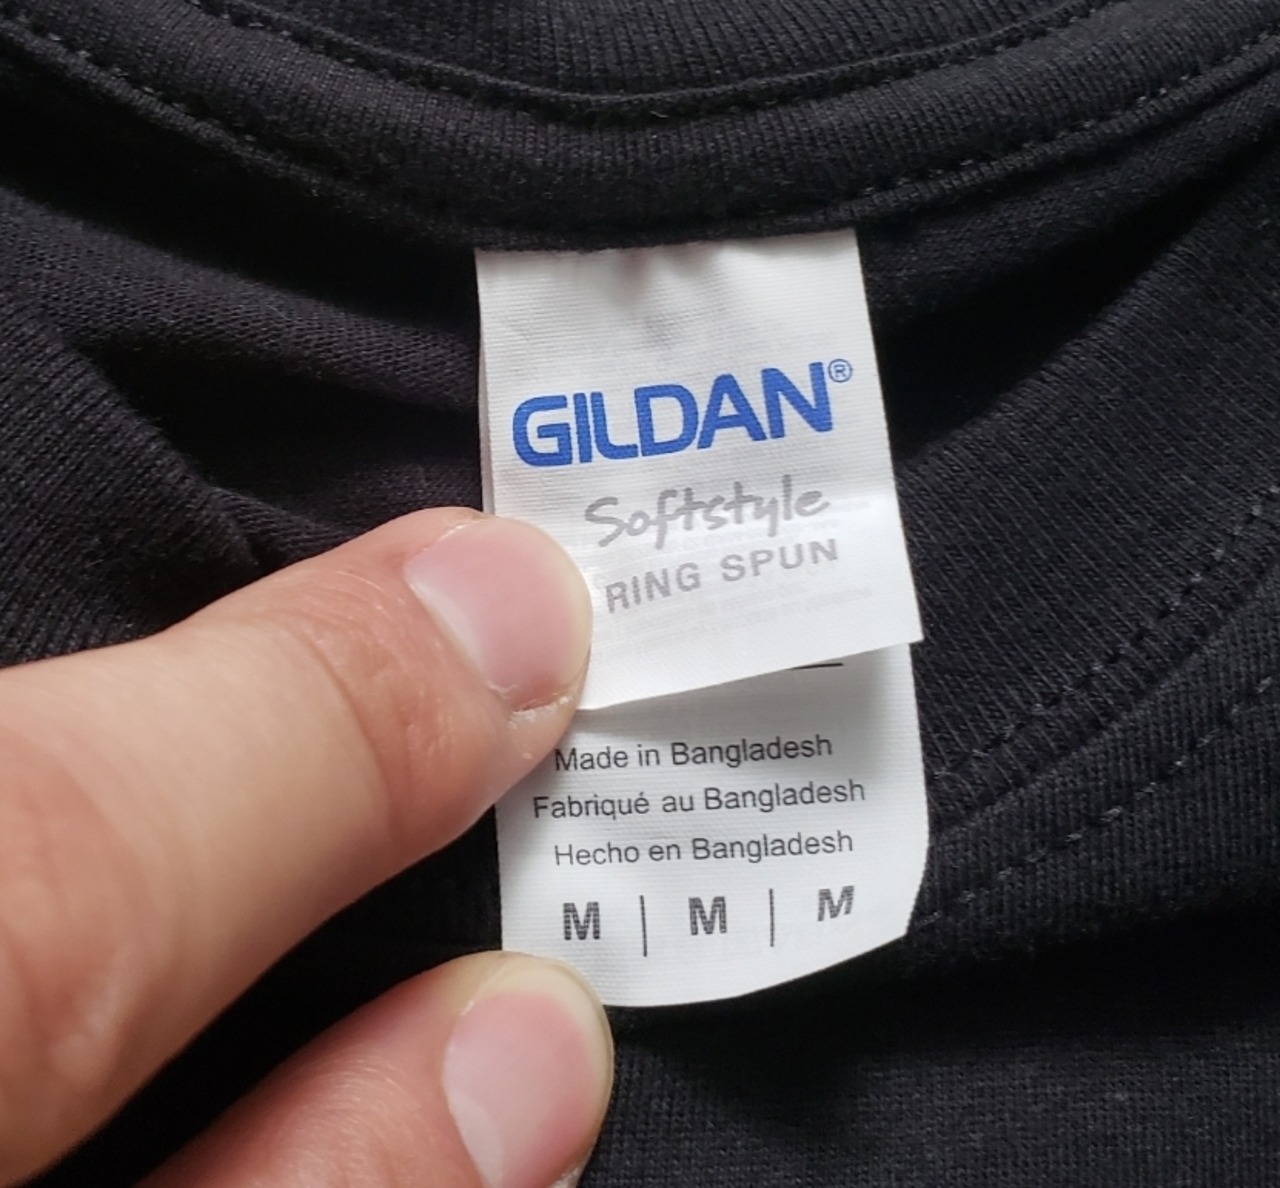 GILDAN®
Softstyle
RING SPUN
Made in Bangladesh
Fabriqué au Bangladesh
Hecho en Bangladesh
M | M | M